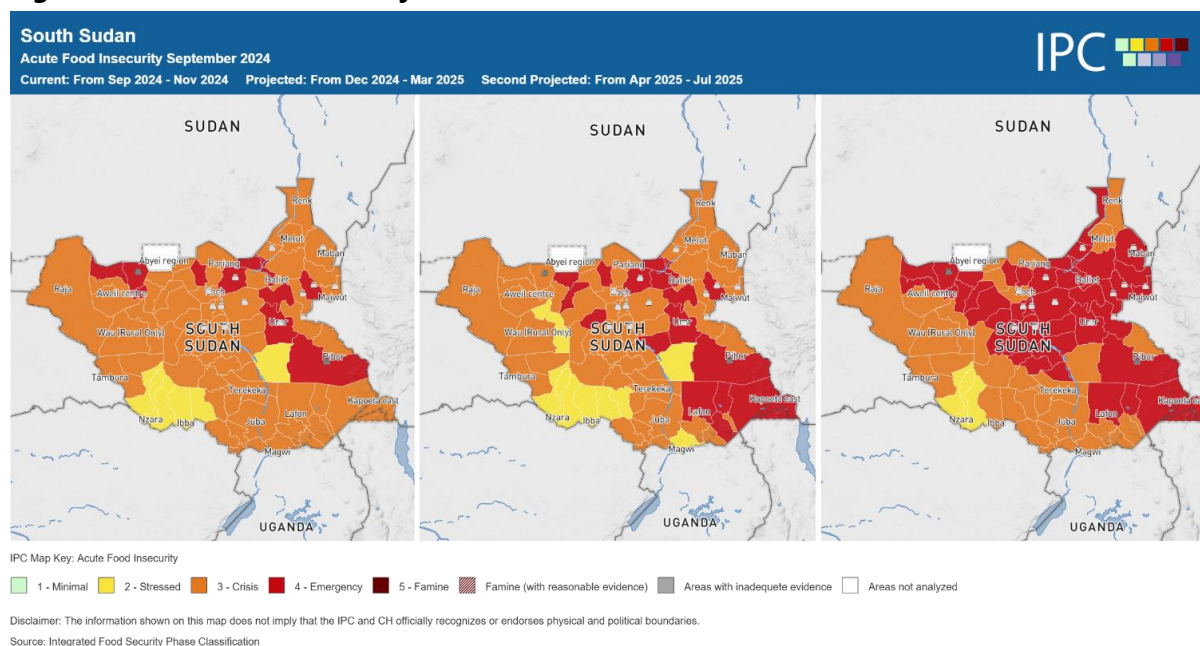 South Sudan
Acute Food Insecurity September 2024
Current: From Sep 2024 - Nov 2024 Projected: From Dec 2024 - Mar 2025 Second Projected: From Apr 2025 - Jul 2025
IPC
SUDAN
Renk
Melut
Maban
Abyei region
Pariang
Baliet
Raja
Aweil centre
Maiwut
Wau (Rural Only)
SOUTH
SUDAN
Pibor
Tambura
Terekeka
Kapoeta east
Lafon
Nzara
Ibba
Juba
Magwi
UGANDA
SUDAN
Melut
Maban
Abyei region
Pariang
Baliet
Raja
Aweil centre
Maiwut
Wau (Rural Only)
SOUTH
SUDAN
Pibor
Tambura
Terekeka
Kapoeta east
Lafon
Nzara
Ibba
Juba
Magwi
UGANDA
SUDAN
Renk
Melut
Maban
Abyei region
Pariang
Baliet
Raja
Aweil centre
Maiwut
Wau (Rural Only)
SOUTH
SUDAN
Pibor
Tambura
Terekeka
Lafon
Nzara
Ibba
Juba
Magwi
UGANDA
IPC Map Key: Acute Food Insecurity
1 - Minimal 2 - Stressed 3 - Crisis 4 - Emergency 5 - Famine Famine (with reasonable evidence) Areas with inadequete evidence Areas not analyzed
Disclaimer: The information shown on this map does not imply that the IPC and CH officially recognizes or endorses physical and political boundaries.
Source: Integrated Food Security Phase Classification